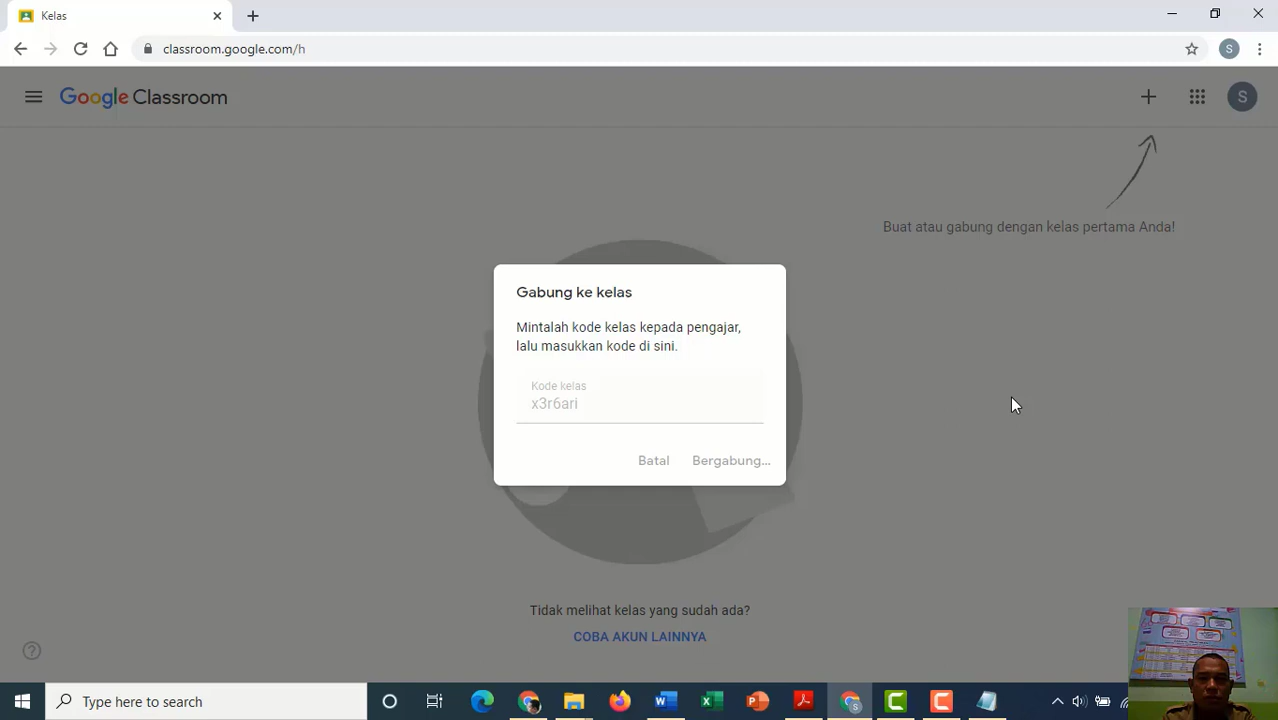 Kelas
classroom.google.com/h
S
Google Classroom
S
Buat atau gabung dengan kelas pertama Anda!
Gabung ke kelas
Mintalah kode kelas kepada pengajar,
lalu masukkan kode di sini.
Kode kelas
x3r6ari
Batal
Bergabung...
Tidak melihat kelas yang sudah ada?
COBA AKUN LAINNYA
Type here to search